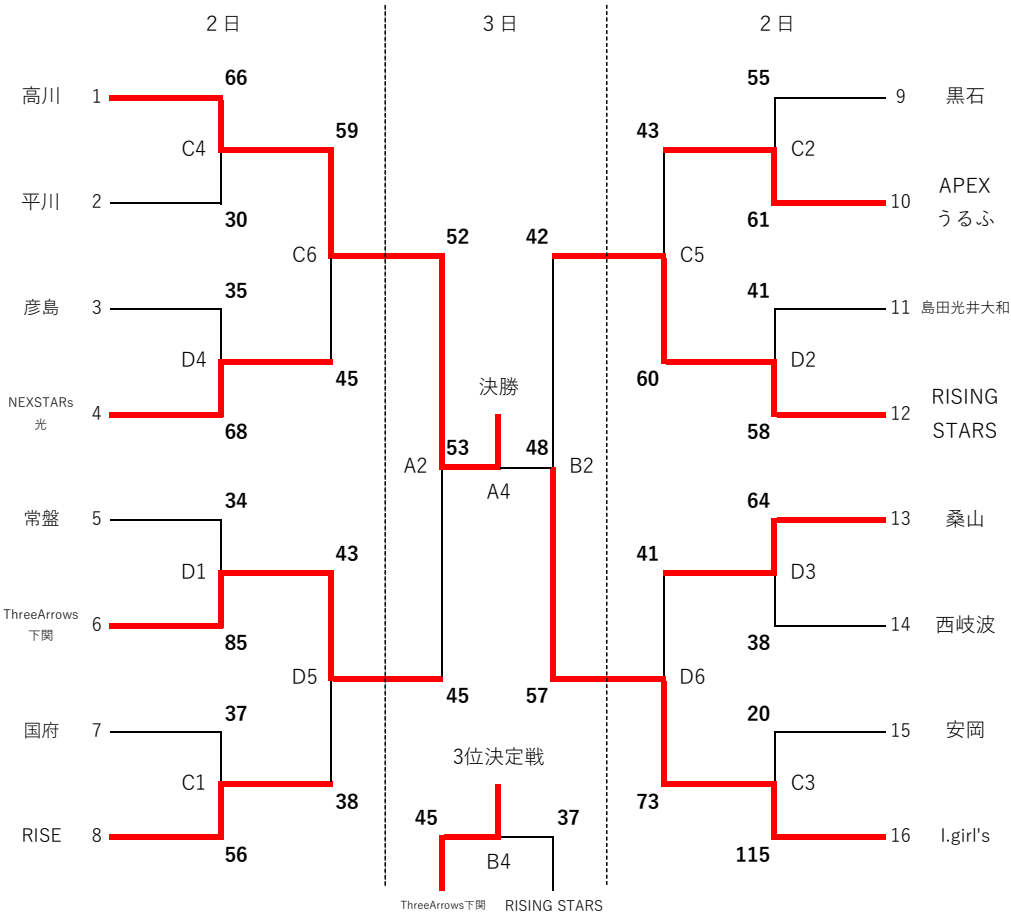 2日
3日
2日
66
55
高川 1
9 黒石
59
43
C4
C2
平川 2
10 APEX
うるふ
30
61
52
42
C6
C5
35
41
彦島 3
11 島田光井大和
D4
D2
45
60
決勝
NEXSTARs
光
4
12 RISING
STARS
68
58
53
48
A2
B2
A4
34
64
常盤 5
13 桑山
43
41
D1
D3
ThreeArrows
下関
6
14 西岐波
85
38
D5
D6
45
57
37
20
国府 7
15 安岡
3位決定戦
C1
C3
38
73
45
37
RISE 8
16 I.girl's
56
115
B4
ThreeArrows下関
RISING STARS